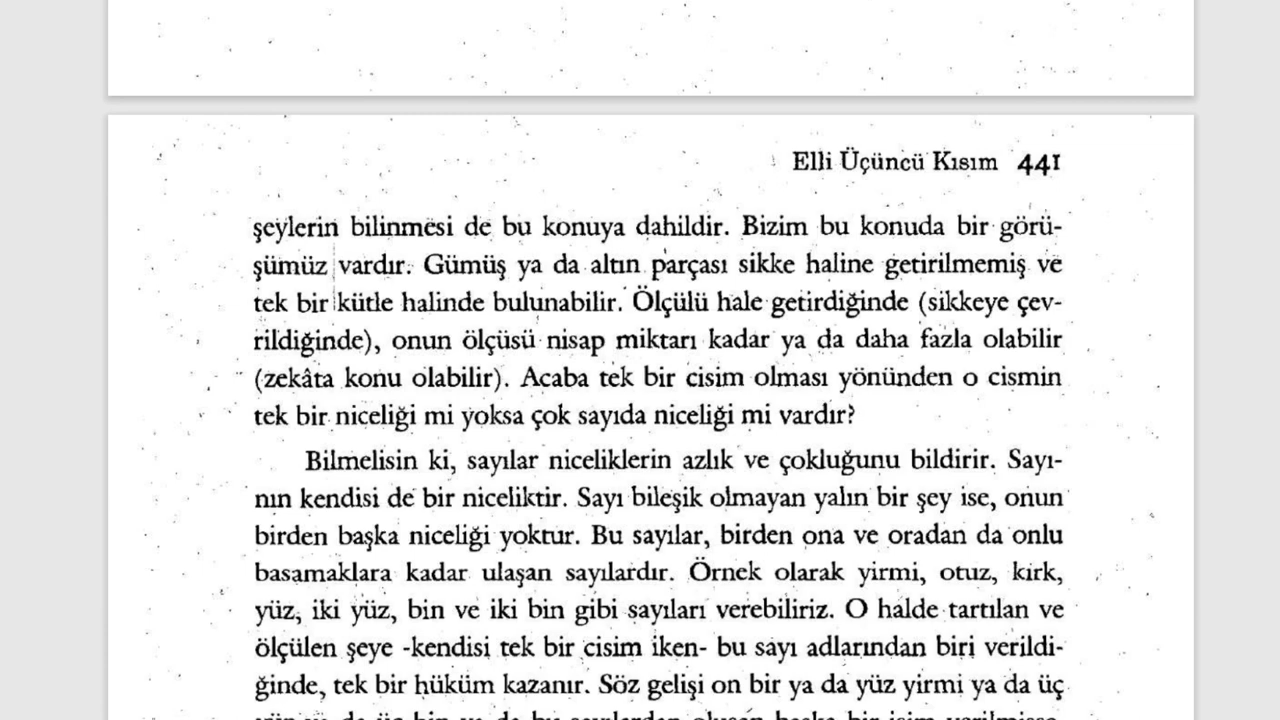 Elli Üçüncü Kısım 441
şeylerin bilinmesi de bu konuya dahildir. Bizim bu konuda bir görü-
şümüz vardır. Gümüş ya da altın parçası sikke haline getirilmemiş ve
tek bir kütle halinde bulunabilir. Ölçülü hale getirdiğinde (sikkeye çev-
rildiğinde), onun ölçüsü nisap miktarı kadar ya da daha fazla olabilir
(zekâta konu olabilir). Acaba tek bir cisim olması yönünden o cismin
tek bir niceliği mi yoksa çok sayıda niceliği mi vardır?
Bilmelisin ki, sayılar niceliklerin azlık ve çokluğunu bildirir. Sayı-
nın kendisi de bir niceliktir. Sayı bileşik olmayan yalın bir şey ise, onun
birden başka niceliği yoktur. Bu sayılar, birden ona ve oradan da onlu
basamaklara kadar ulaşan sayılardır. Örnek olarak yirmi, otuz, kırk,
yüz, iki yüz, bin ve iki bin gibi sayıları verebiliriz. O halde tartılan ve
ölçülen şeye -kendisi tek bir cisim iken- bu sayı adlarından biri verildi-
ğinde, tek bir hüküm kazanır. Söz gelişi on bir ya da yüz yirmi ya da üç